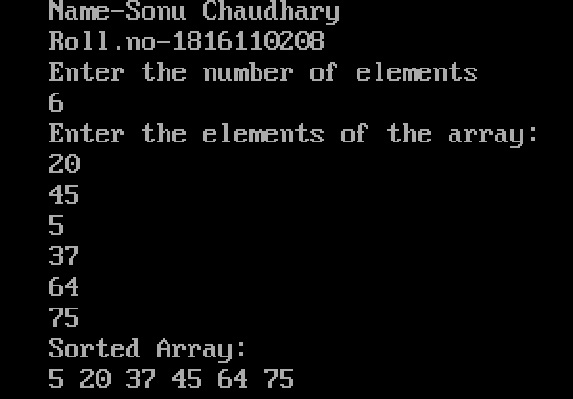 Name-Sonu Chaudhary
Roll.no-1816110208
Enter the number of elements
6
Enter the elements of the array:
20
45
5
37
64
75
Sorted Array:
5 20 37 45 64 75